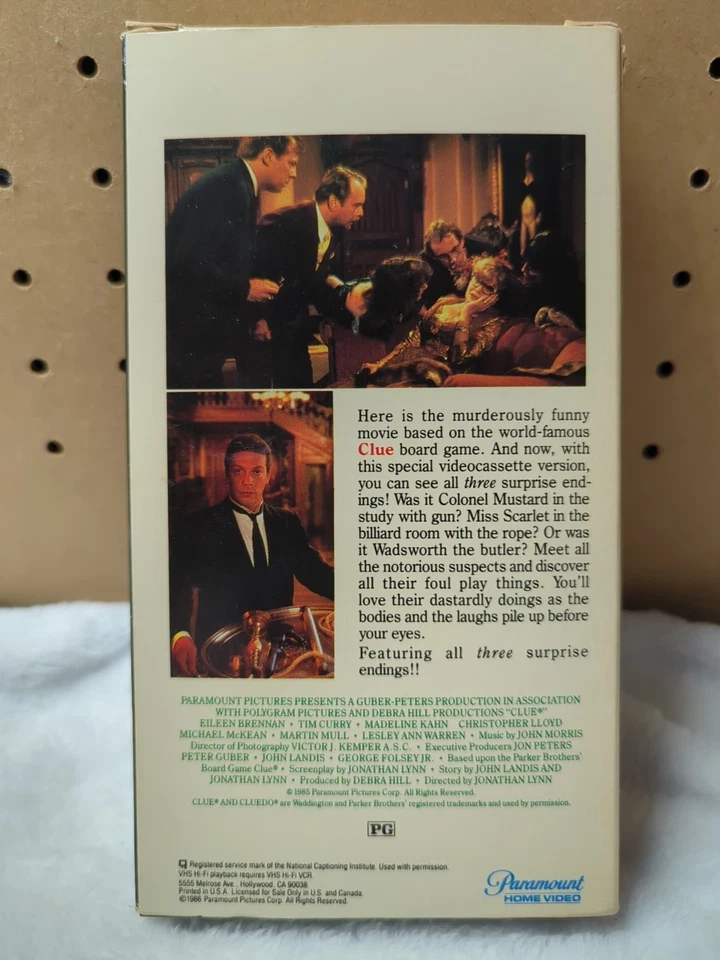 Here is the murderously funny
movie based on the world-famous
Clue board game. And now, with
this special videocassette version,
you can see all three surprise end-
ings! Was it Colonel Mustard in the
study with gun? Miss Scarlet in the
billiard room with the rope? Or was
it Wadsworth the butler? Meet all
the notorious suspects and discover
all their foul play things. You'll
love their dastardly doings as the
bodies and the laughs pile up before
your eyes.
Featuring all three surprise
endings!!
PARAMOUNT PICTURES PRESENTS A GUBER-PETERS PRODUCTION IN ASSOCIATION
WITH POLYGRAM PICTURES AND DEBRA HILL PRODUCTIONS "CLUE®"
EILEEN BRENNAN • TIM CURRY • MADELINE KAHN CHRISTOPHER LLOYD
MICHAEL McKEAN • MARTIN MULL • LESLEY ANN WARREN • Music by JOHN MORRIS
Director of Photography VICTOR J. KEMPER A.S.C. • Executive Producers JON PETERS
PETER GUBER • JOHN LANDIS • GEORGE FOLSEY JR. • Based upon the Parker Brothers'
Board Game Clue® • Screenplay by JONATHAN LYNN • Story by JOHN LANDIS AND
JONATHAN LYNN • Produced by DEBRA HILL • Directed by JONATHAN LYNN
© 1985 Paramount Pictures Corp. All Rights Reserved.
CLUE® AND CLUEDO® are Waddington and Parker Brothers' registered trademarks and used by permission.
PG
Registered service mark of the National Captioning Institute. Used with permission.
VHS Hi-Fi playback requires VHS Hi-Fi VCR.
5555 Melrose Ave., Hollywood, CA 90038
Printed in U.S.A. Licensed for Sale Only in U.S. and Canada.
©1986 Paramount Pictures Corp. All Rights Reserved.
Paramount
HOME VIDEO